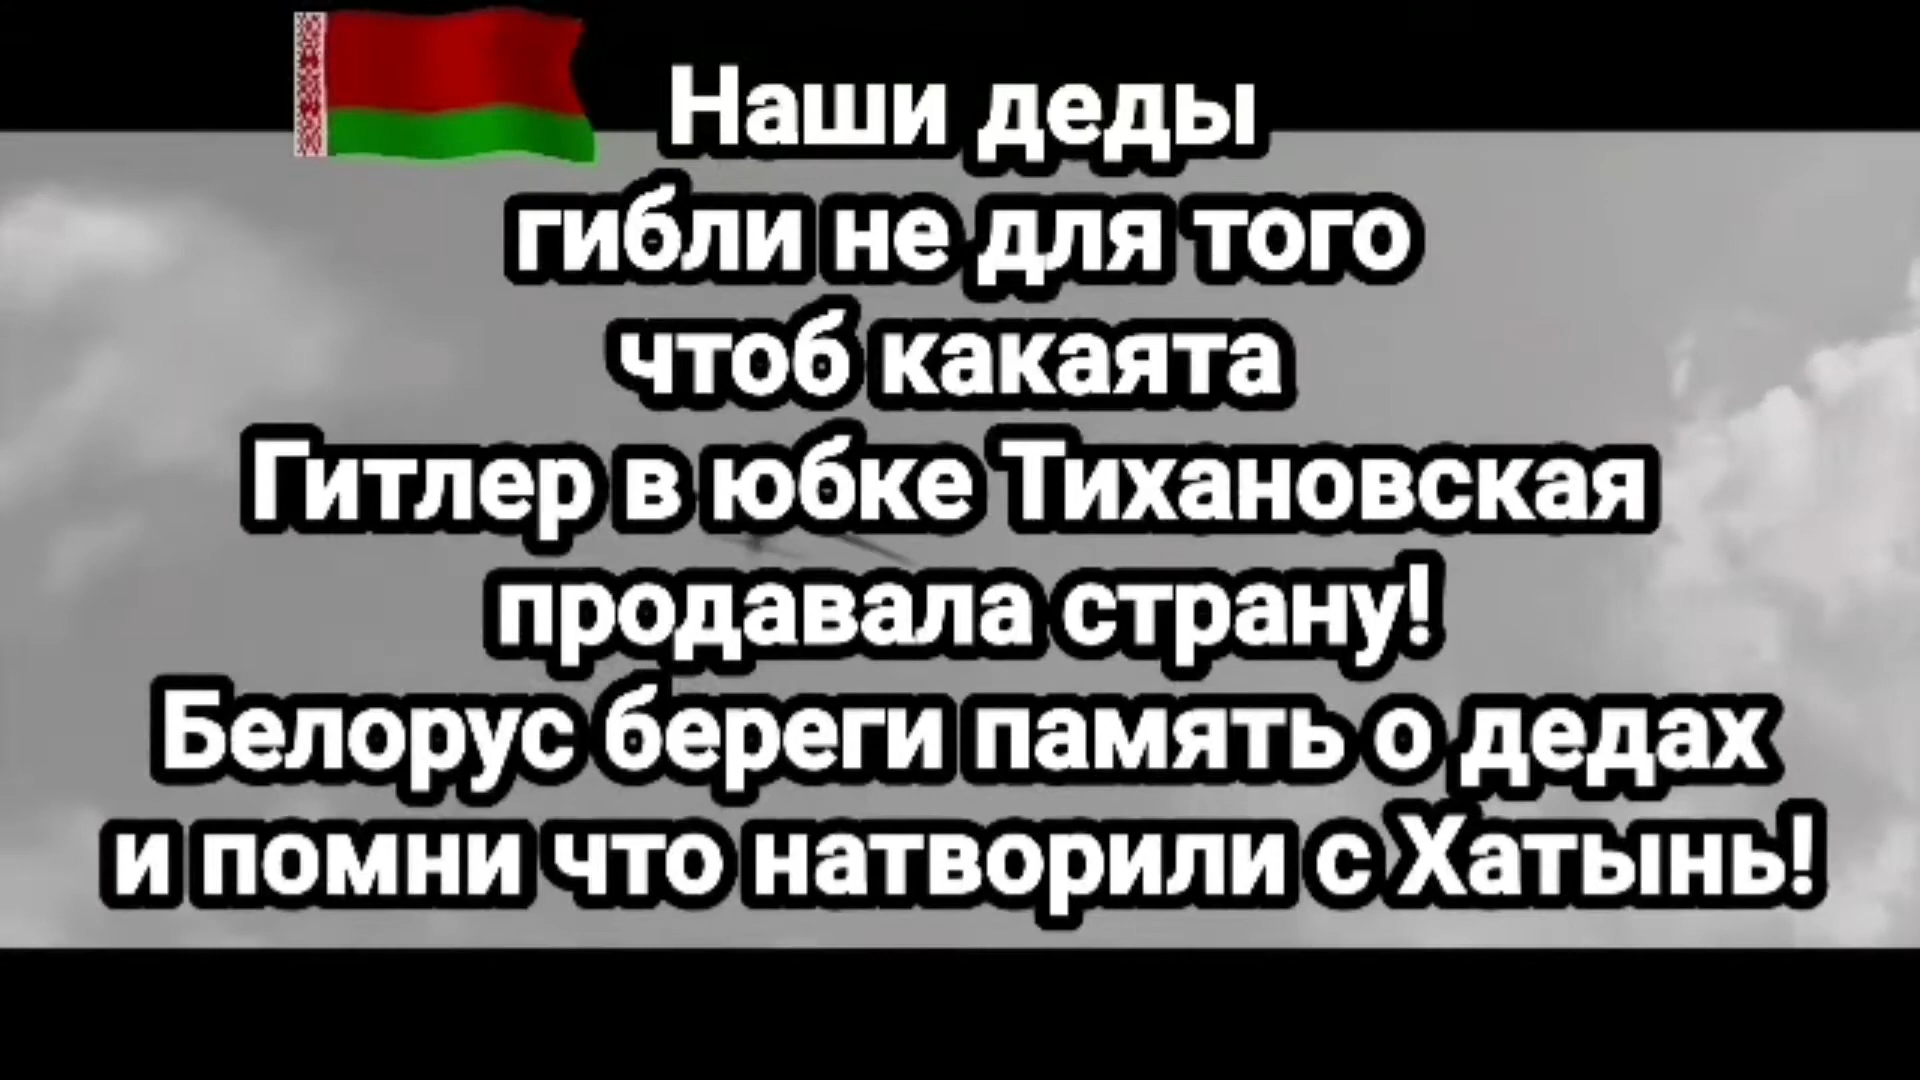 Наши деды
гибли не для того
чтоб какаята
Гитлер в юбке Тихановская
продавала страну!
Белорус береги память о дедах
и помни что натворили с Хатынь!